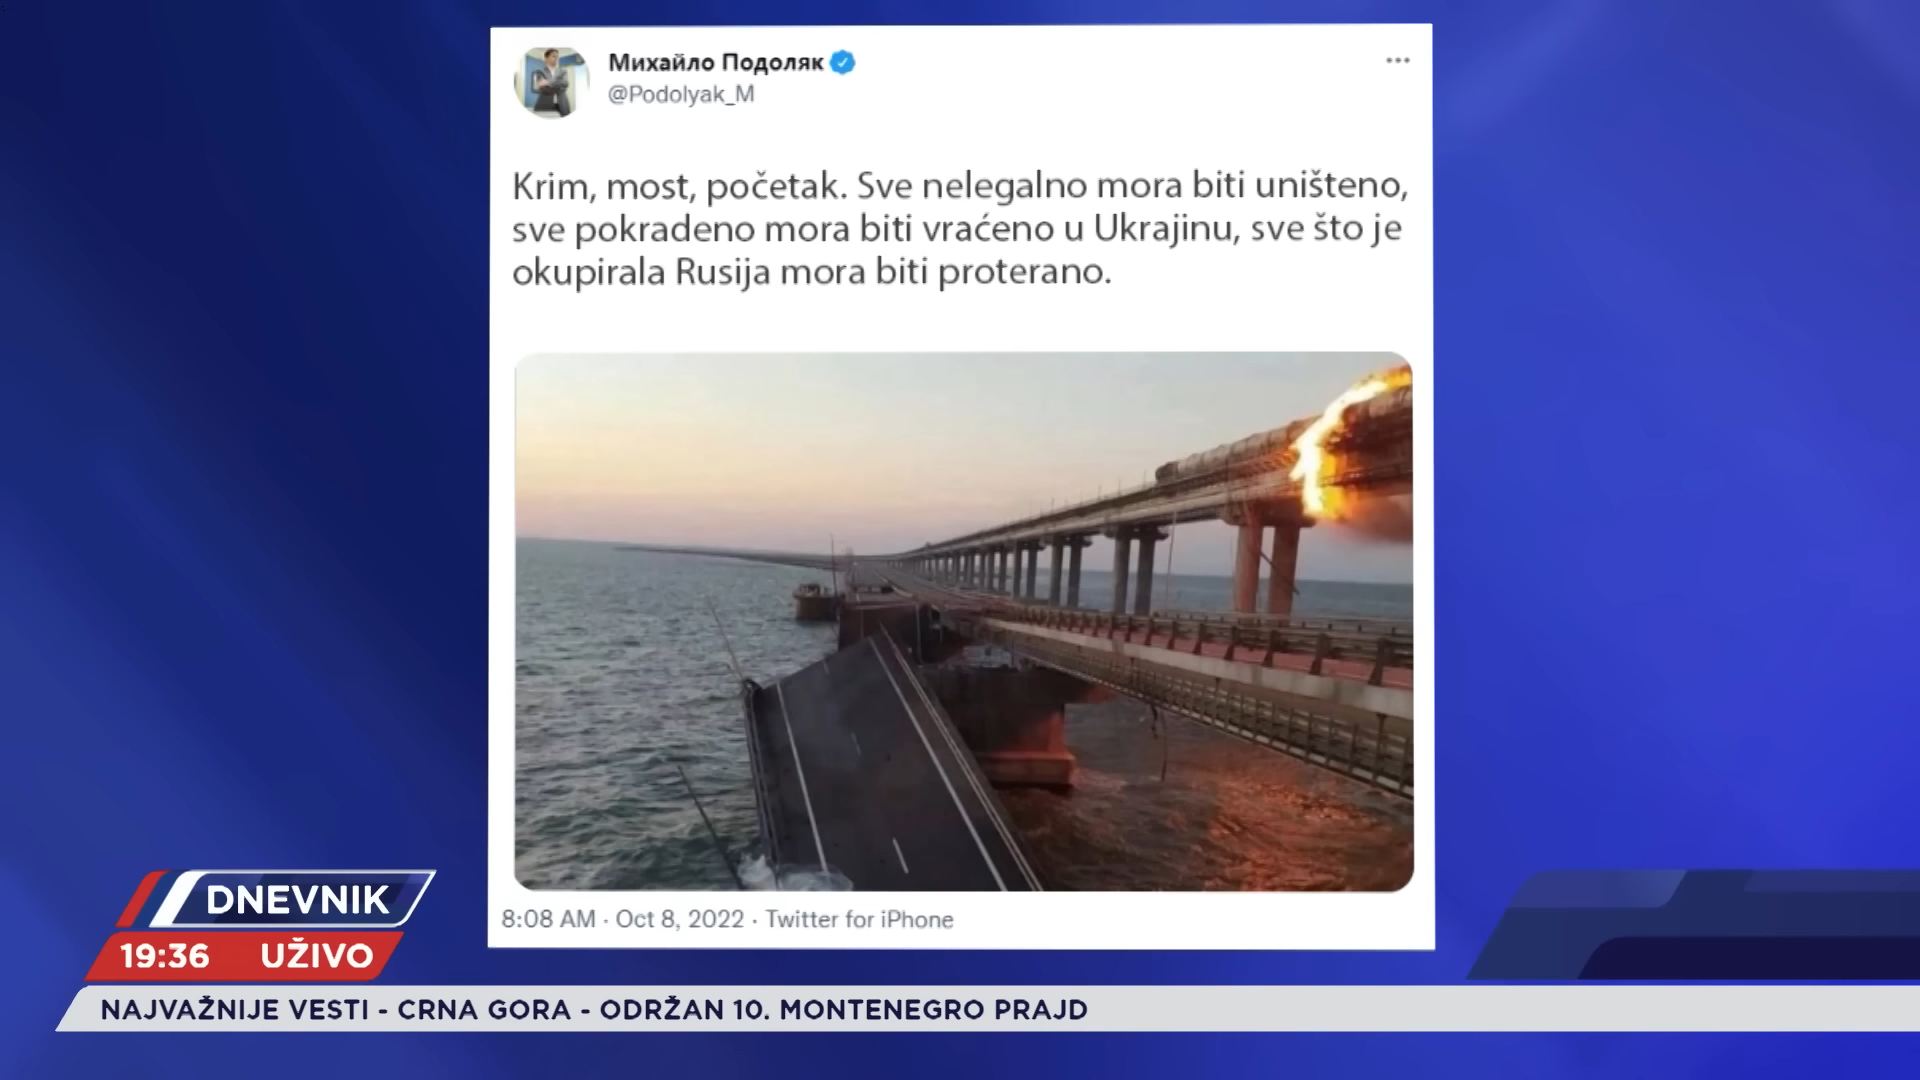 Михайло Подоляк
@Podolyak_M
Krim, most, početak. Sve nelegalno mora biti uništeno,
sve pokradeno mora biti vraćeno u Ukrajinu, sve što je
okupirala Rusija mora biti proterano.
8:08 AM · Oct 8, 2022 · Twitter for iPhone
DNEVNIK
19:36 UŽIVO
NAJVAŽNIJE VESTI - CRNA GORA - ODRŽAN 10. MONTENEGRO PRAJD